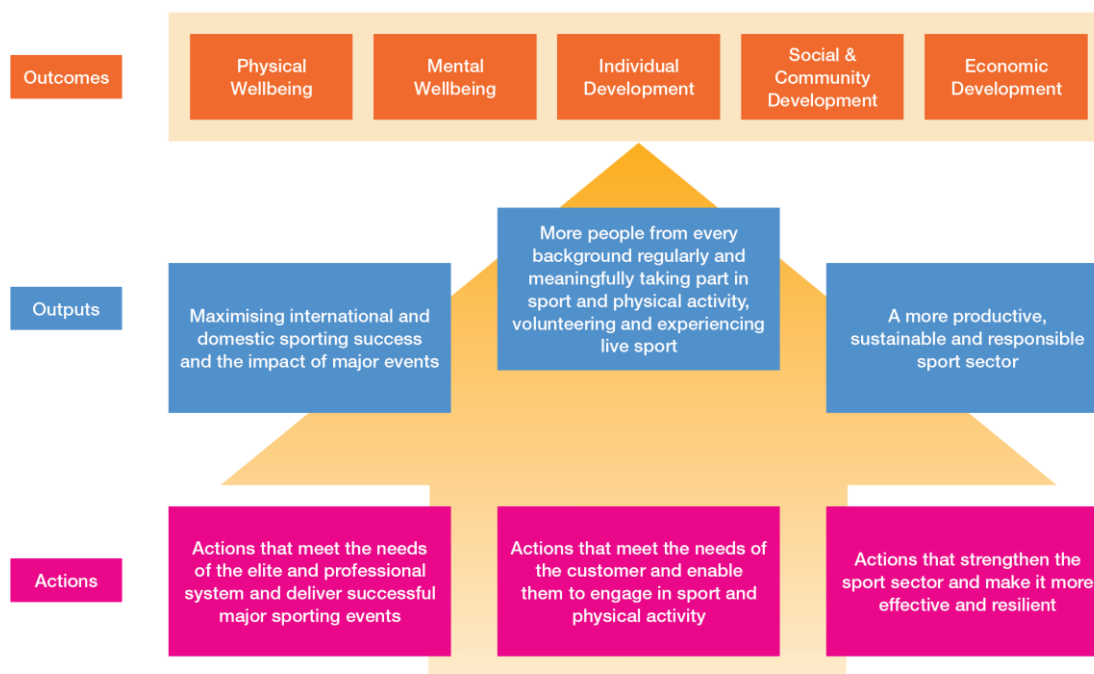 Outcomes
Physical
Wellbeing
Mental
Wellbeing
Individual
Development
Social &
Community
Development
Economic
Development
Outputs
Maximising international and
domestic sporting success
and the impact of major events
More people from every
background regularly and
meaningfully taking part in
sport and physical activity,
volunteering and experiencing
live sport
A more productive,
sustainable and responsible
sport sector
Actions
Actions that meet the needs
of the elite and professional
system and deliver successful
major sporting events
Actions that meet the needs of
the customer and enable
them to engage in sport and
physical activity
Actions that strengthen the
sport sector and make it more
effective and resilient